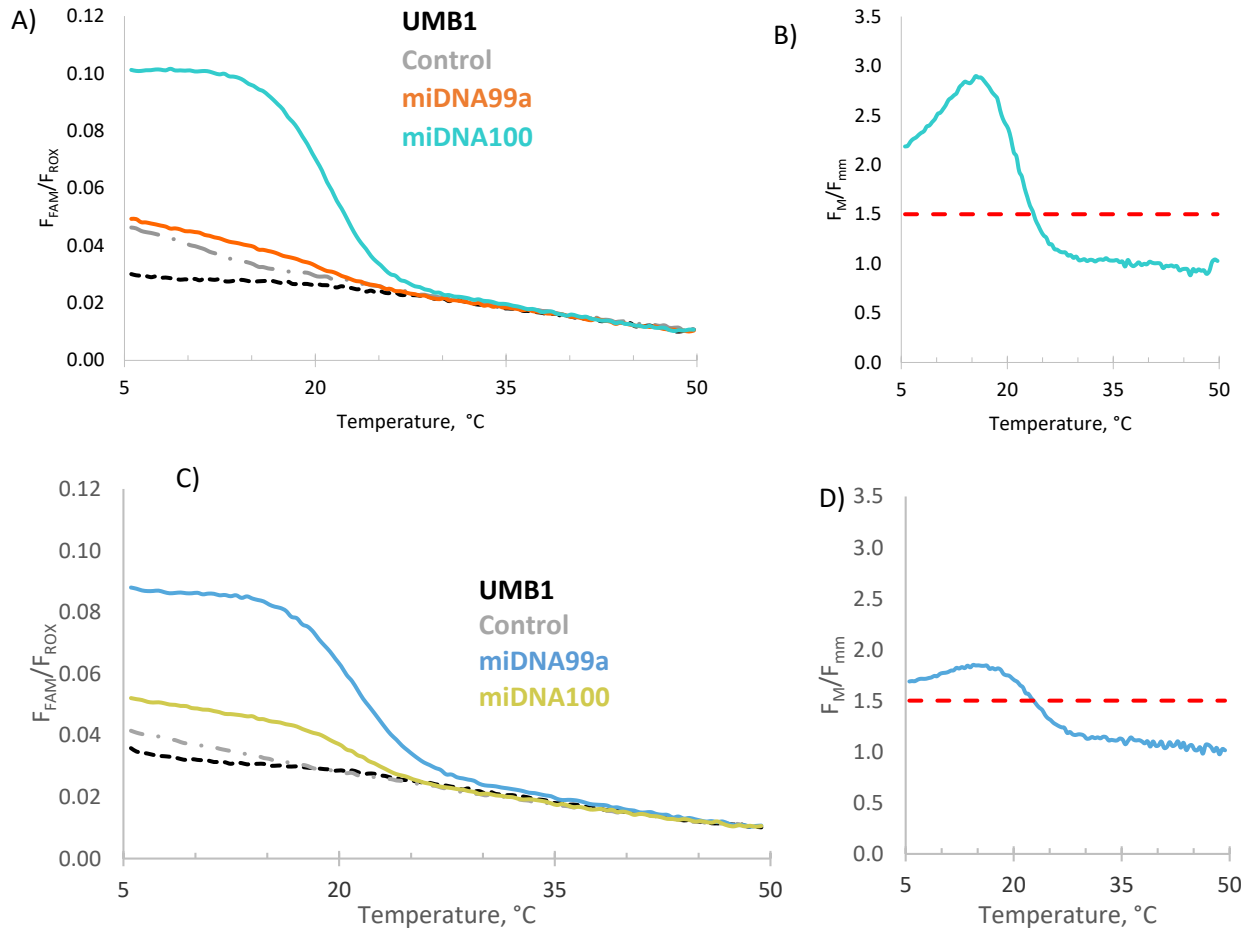 A)
0.12
0.10
0.08
0.06
0.04
0.02
0.00
F_FAM/F_ROX
5
20
35
50
Temperature, °C
UMB1
Control
miDNA99a
miDNA100
B)
3.5
3.0
2.5
2.0
1.5
1.0
0.5
0.0
F_M/F_mm
5
20
35
50
Temperature, °C
C)
0.12
0.10
0.08
0.06
0.04
0.02
0.00
F_FAM/F_ROX
5
20
35
50
Temperature, °C
UMB1
Control
miDNA99a
miDNA100
D)
3.5
3.0
2.5
2.0
1.5
1.0
0.5
0.0
F_M/F_mm
5
20
35
50
Temperature, °C